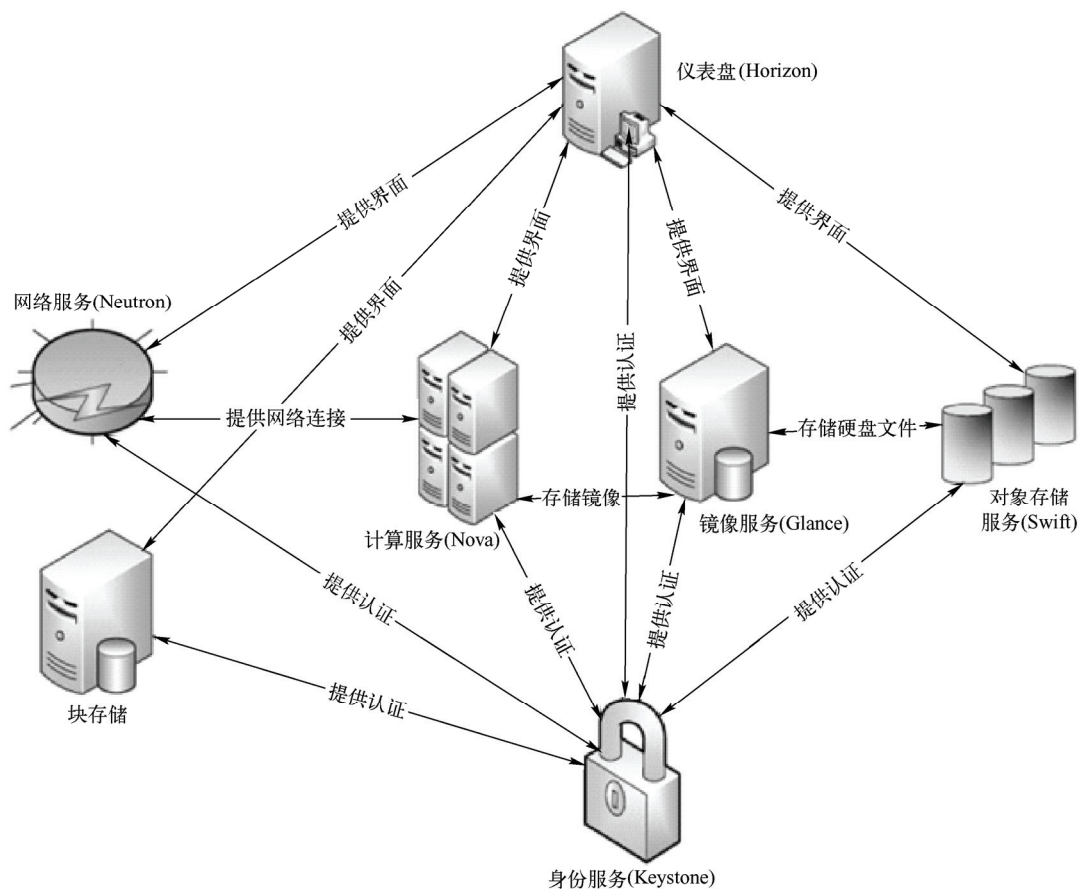 仪表盘(Horizon)
提供界面
提供界面
提供界面
提供界面
提供界面
网络服务(Neutron)
提供认证
提供网络连接
存储硬盘文件
存储镜像
计算服务(Nova)
镜像服务(Glance)
对象存储
服务(Swift)
提供认证
提供认证
提供认证
提供认证
提供认证
块存储
身份服务(Keystone)